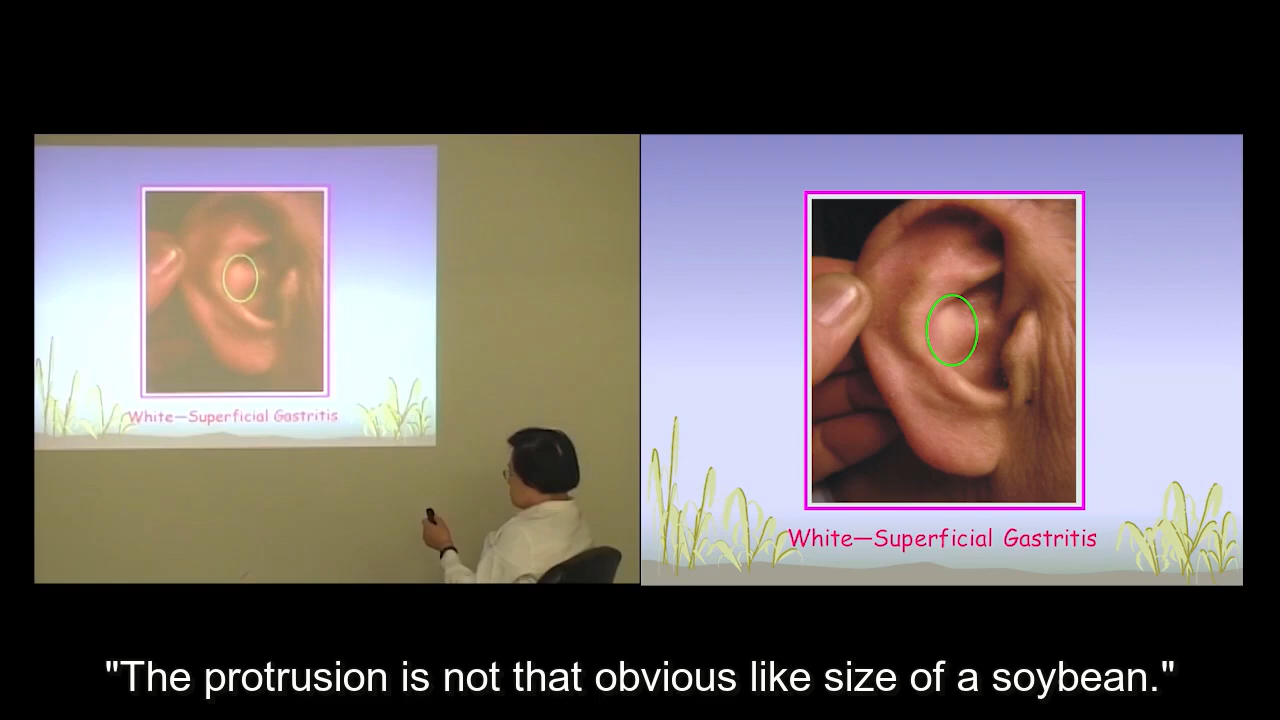 White—Superficial Gastritis
White—Superficial Gastritis
"The protrusion is not that obvious like size of a soybean."